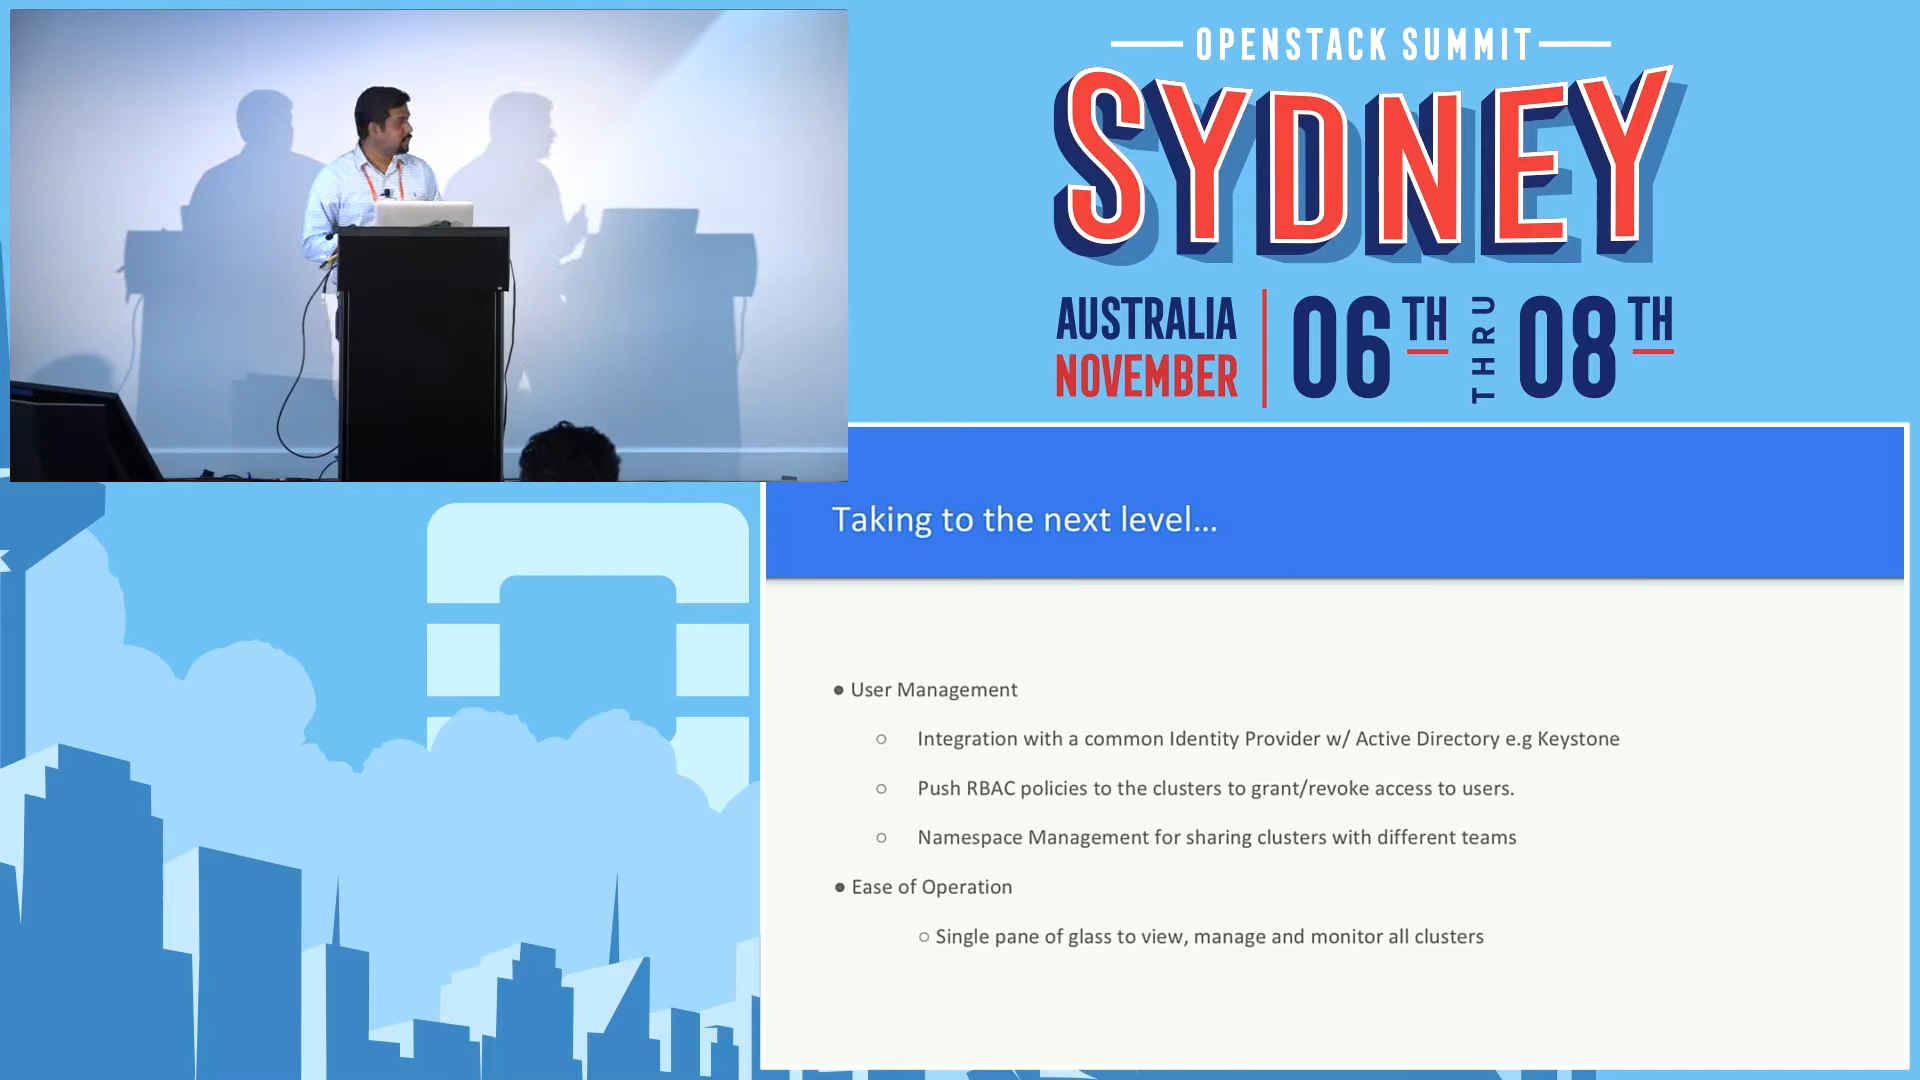 OPENSTACK SUMMIT
SYDNEY
AUSTRALIA
NOVEMBER
06TH THRU 08TH
Taking to the next level...
● User Management
○ Integration with a common Identity Provider w/ Active Directory e.g Keystone
○ Push RBAC policies to the clusters to grant/revoke access to users.
○ Namespace Management for sharing clusters with different teams
● Ease of Operation
○ Single pane of glass to view, manage and monitor all clusters